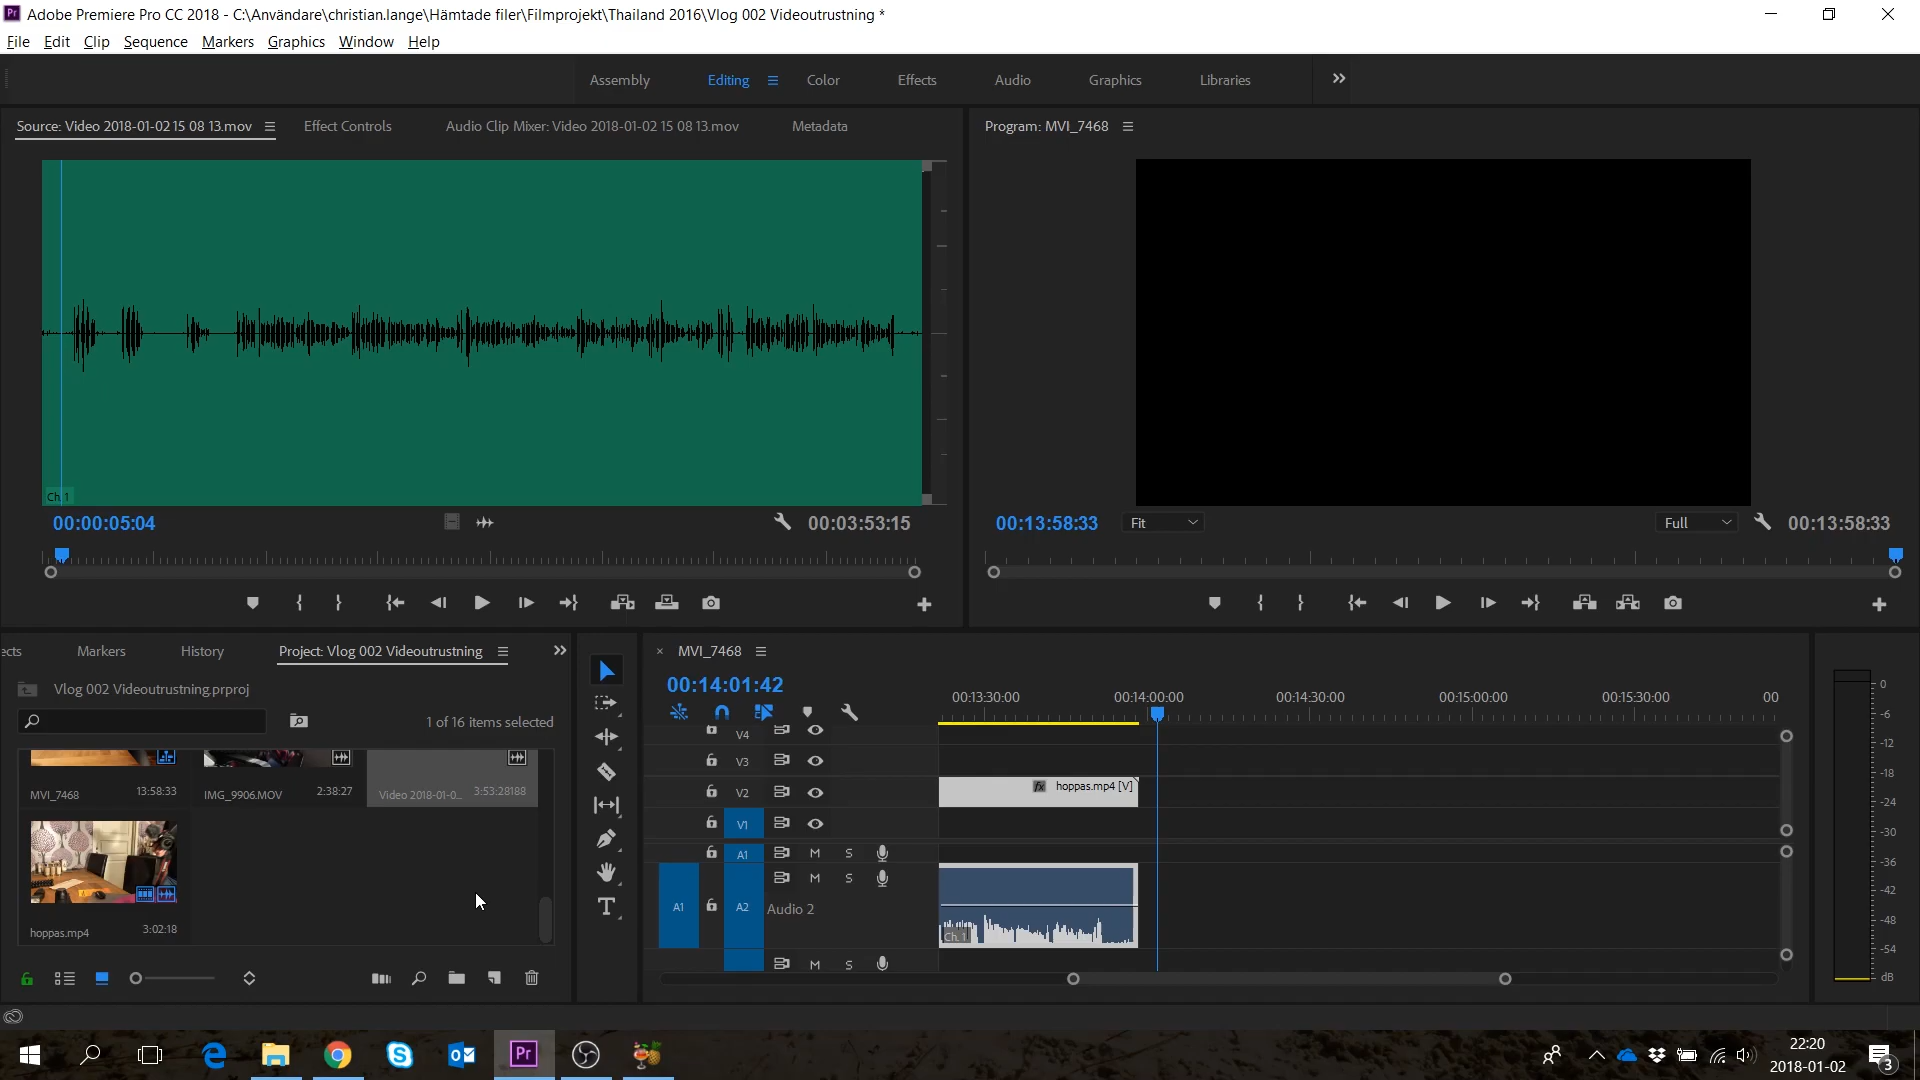 Adobe Premiere Pro CC 2018 - C:\Användare\christian.lange\Hämtade filer\Filmprojekt\Thailand 2016\Vlog 002 Videoutrustning *
File Edit Clip Sequence Markers Graphics Window Help
Assembly Editing Color Effects Audio Graphics Libraries
Source: Video 2018-01-02 15 08 13.mov Effect Controls Audio Clip Mixer: Video 2018-01-02 15 08 13.mov Metadata
Program: MVI_7468
Ch. 1
00:00:05:04 00:03:53:15
00:13:58:33 Fit Full 00:13:58:33
ects Markers History Project: Vlog 002 Videoutrustning
Vlog 002 Videoutrustning.prproj
1 of 16 items selected
MVI_7468 13:58:33 IMG_9906.MOV 2:38:27 Video 2018-01-0... 3:53:28188
hoppas.mp4 3:02:18
MVI_7468
00:14:01:42
00:13:30:00 00:14:00:00 00:14:30:00 00:15:00:00 00:15:30:00 00
V4
V3
V2
hoppas.mp4 [V]
V1
A1 M S
M S
A1 A2 Audio 2
Ch. 1
M S
0
-6
-12
-18
-24
-30
-36
-42
-48
-54
dB
Pr
22:20
2018-01-02
3